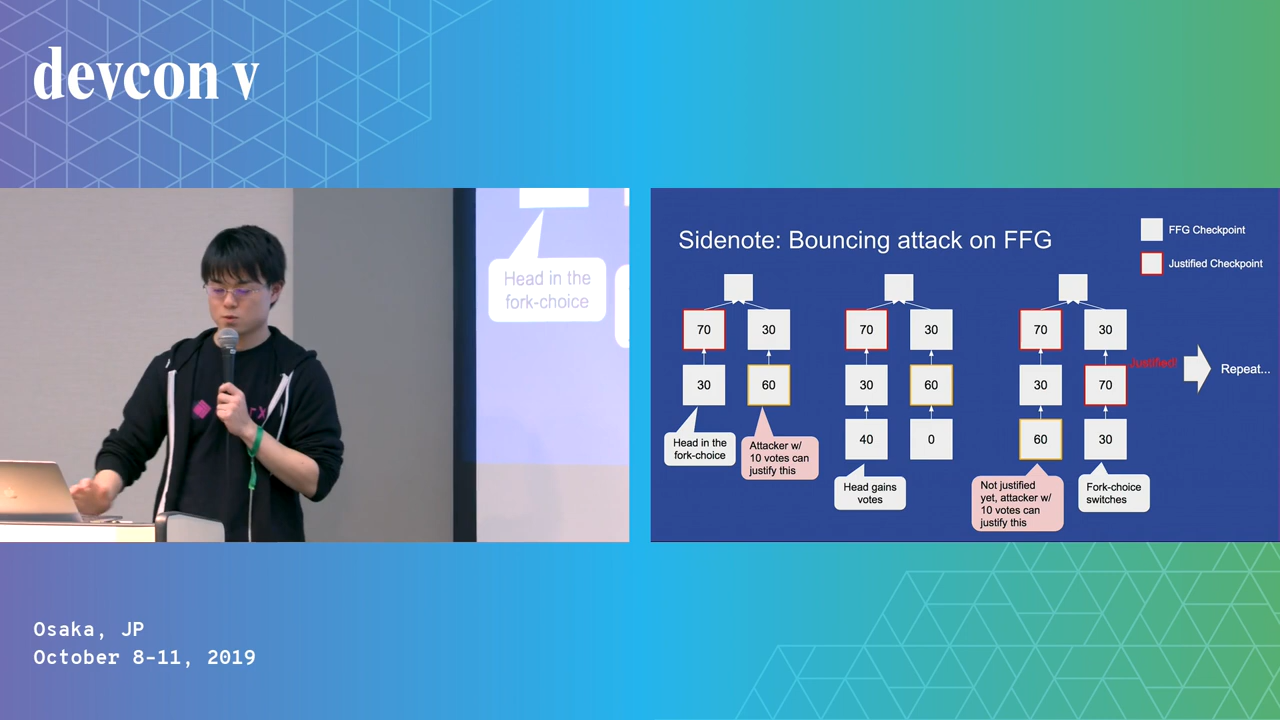 devcon v
Head in the
fork-choice
Sidenote: Bouncing attack on FFG
FFG Checkpoint
Justified Checkpoint
70
30
30
60
Head in the
fork-choice
Attacker w/
10 votes can
justify this
70
30
30
60
40
0
Head gains
votes
70
30
Justified!
30
70
60
30
Not justified
yet, attacker w/
10 votes can
justify this
Fork-choice
switches
Repeat...
Osaka, JP
October 8-11, 2019